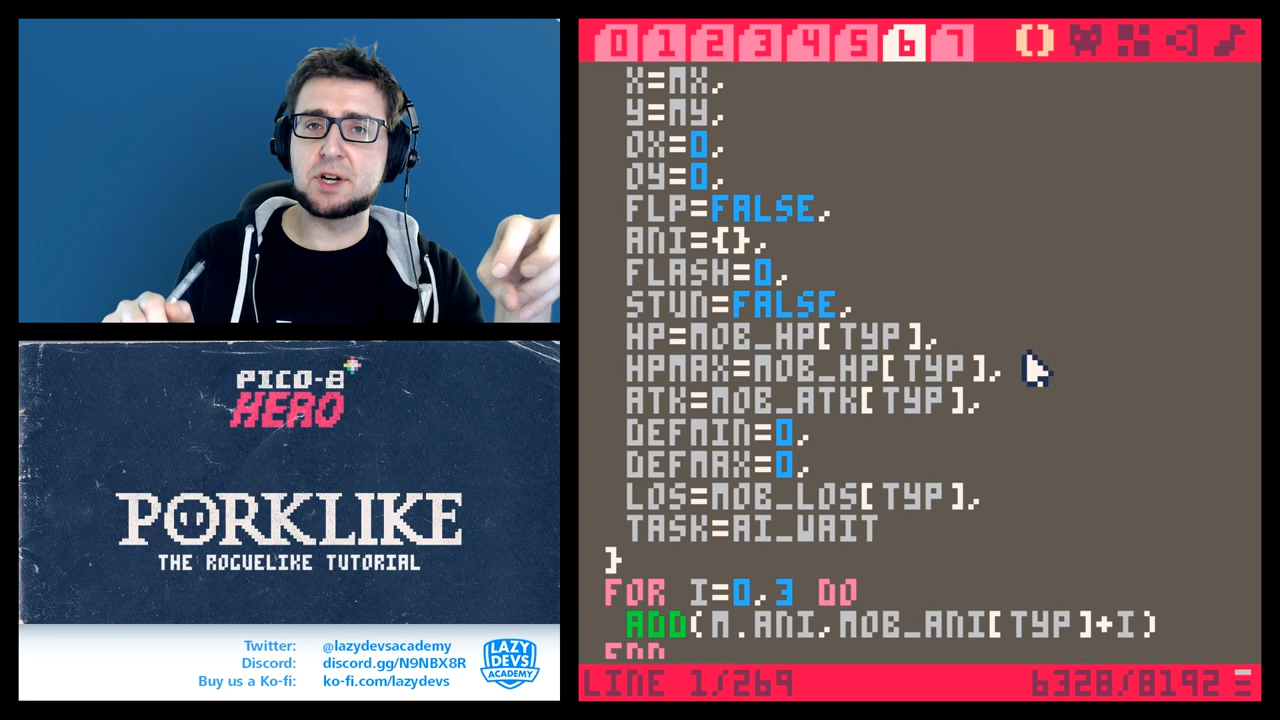 PICO-8
HERO
PORKLIKE
THE ROGUELIKE TUTORIAL
Twitter: @lazydevsacademy
Discord: discord.gg/N9NBX8R
Buy us a Ko-fi: ko-fi.com/lazydevs
LAZY
DEVS
ACADEMY
0 1 2 3 4 5 6 7 ()
X=MX,
Y=MY,
DX=0,
DY=0,
FLP=FALSE,
ANI={},
FLASH=0,
STUN=FALSE,
HP=MOB_HP[TYP],
HPMAX=MOB_HP[TYP],
ATK=MOB_ATK[TYP],
DEFMIN=0,
DEFMAX=0,
LOS=MOB_LOS[TYP],
TASK=AI_WAIT
}
FOR I=0,3 DO
ADD(M.ANI,MOB_ANI[TYP]+I)
END
LINE 1/269 6328/8192